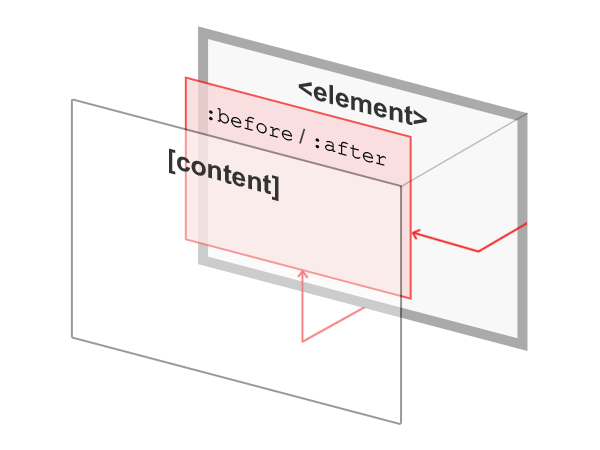 <element>
:before / :after
[content]